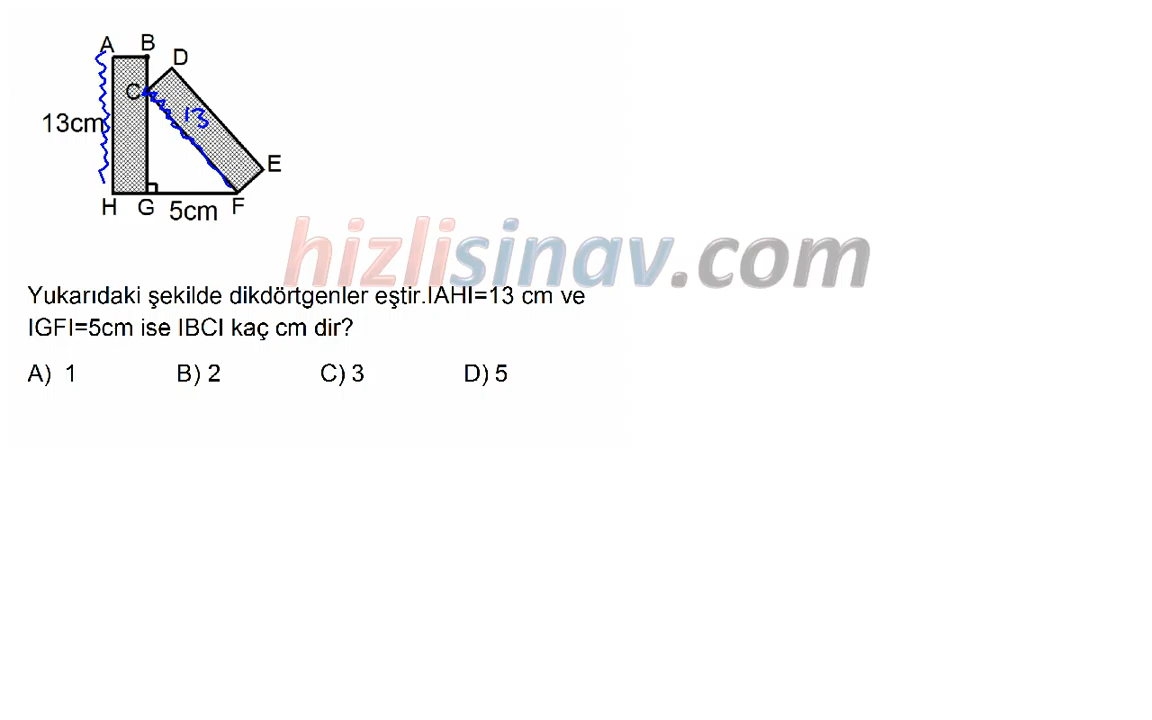 A B D
C 13
13cm
E
H G 5cm F
hizlisinav.com
Yukarıdaki şekilde dikdörtgenler eştir.IAHI=13 cm ve
IGFI=5cm ise IBCI kaç cm dir?
A) 1 B) 2 C) 3 D) 5